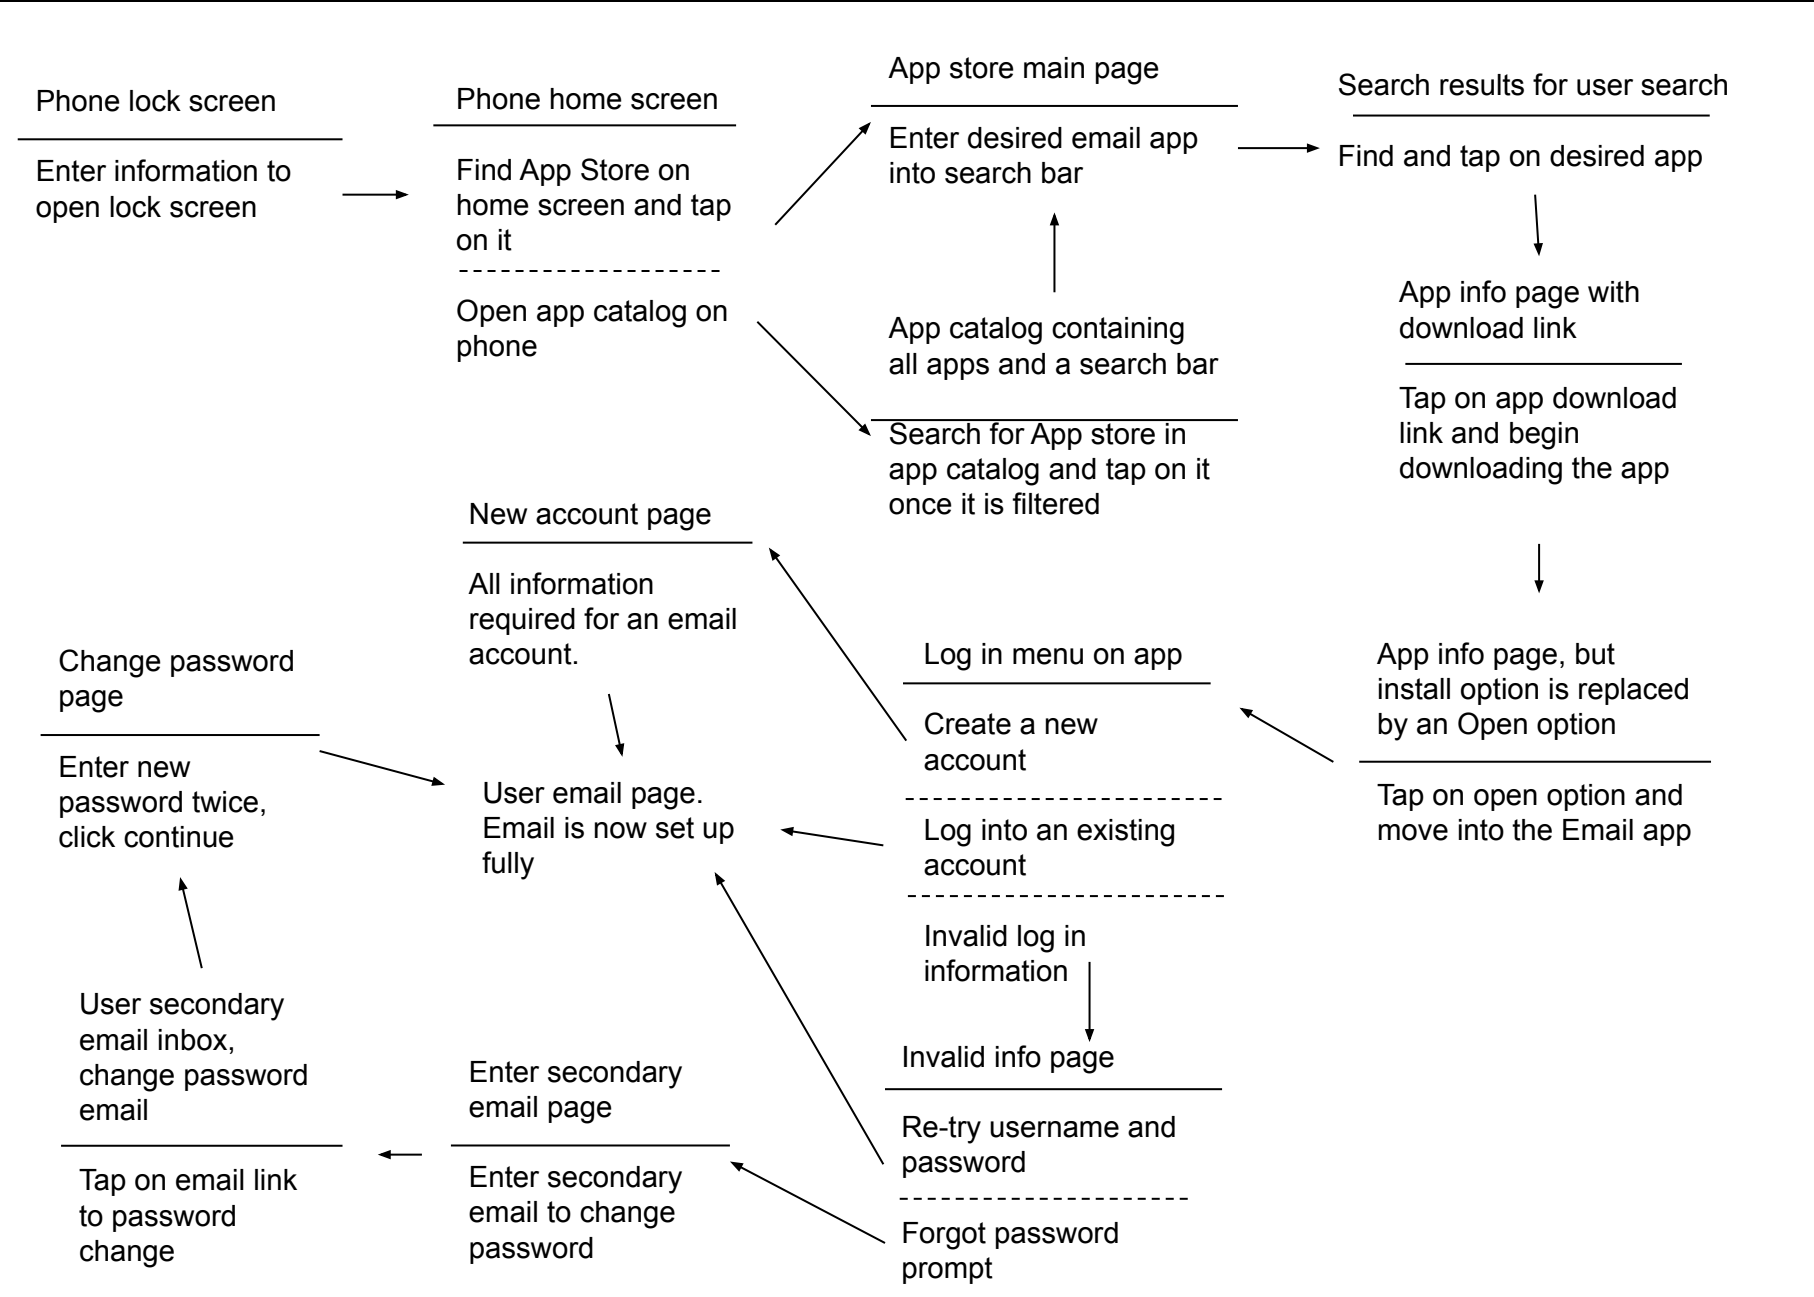 Phone lock screen
Enter information to
open lock screen
Phone home screen
Find App Store on
home screen and tap
on it
Open app catalog on
phone
App store main page
Enter desired email app
into search bar
App catalog containing
all apps and a search bar
Search for App store in
app catalog and tap on it
once it is filtered
Search results for user search
Find and tap on desired app
App info page with
download link
Tap on app download
link and begin
downloading the app
App info page, but
install option is replaced
by an Open option
Tap on open option and
move into the Email app
Log in menu on app
Create a new
account
Log into an existing
account
Invalid log in
information
New account page
All information
required for an email
account.
User email page.
Email is now set up
fully
Invalid info page
Re-try username and
password
Forgot password
prompt
Enter secondary
email page
Enter secondary
email to change
password
User secondary
email inbox,
change password
email
Tap on email link
to password
change
Change password
page
Enter new
password twice,
click continue